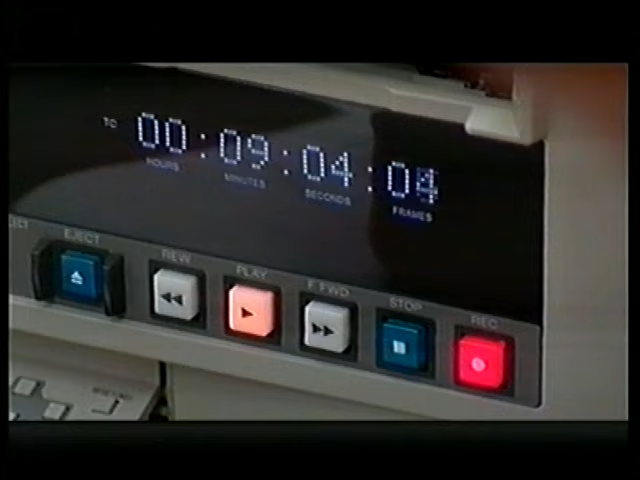 TC 00:09:04:04
HOURS MINUTES SECONDS FRAMES
EJECT REW PLAY F FWD STOP REC